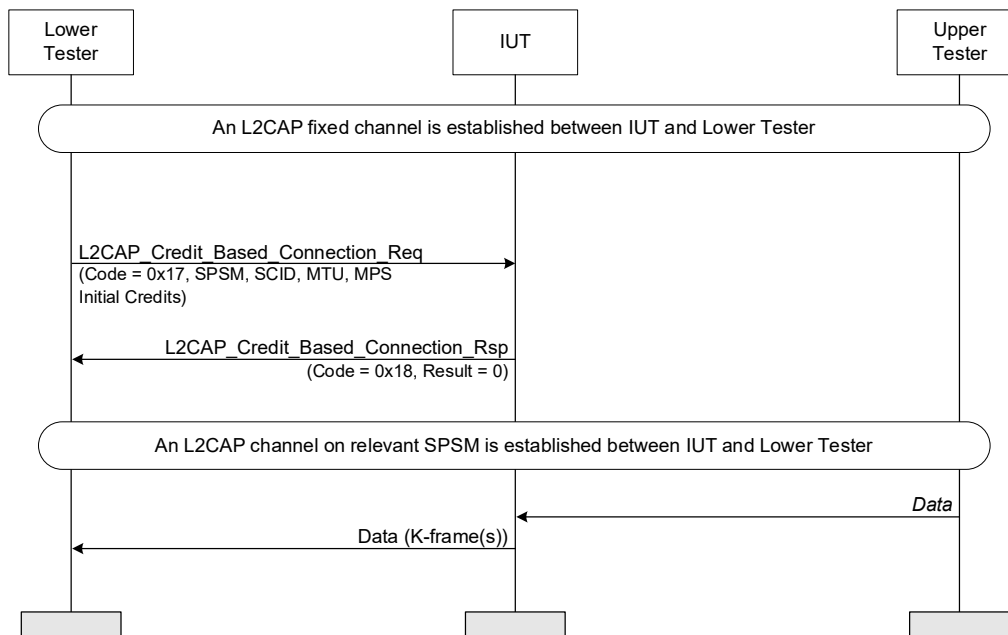 Lower
Tester
IUT
Upper
Tester
An L2CAP fixed channel is established between IUT and Lower Tester
L2CAP_Credit_Based_Connection_Req
(Code = 0x17, SPSM, SCID, MTU, MPS
Initial Credits)
L2CAP_Credit_Based_Connection_Rsp
(Code = 0x18, Result = 0)
An L2CAP channel on relevant SPSM is established between IUT and Lower Tester
Data
Data (K-frame(s))